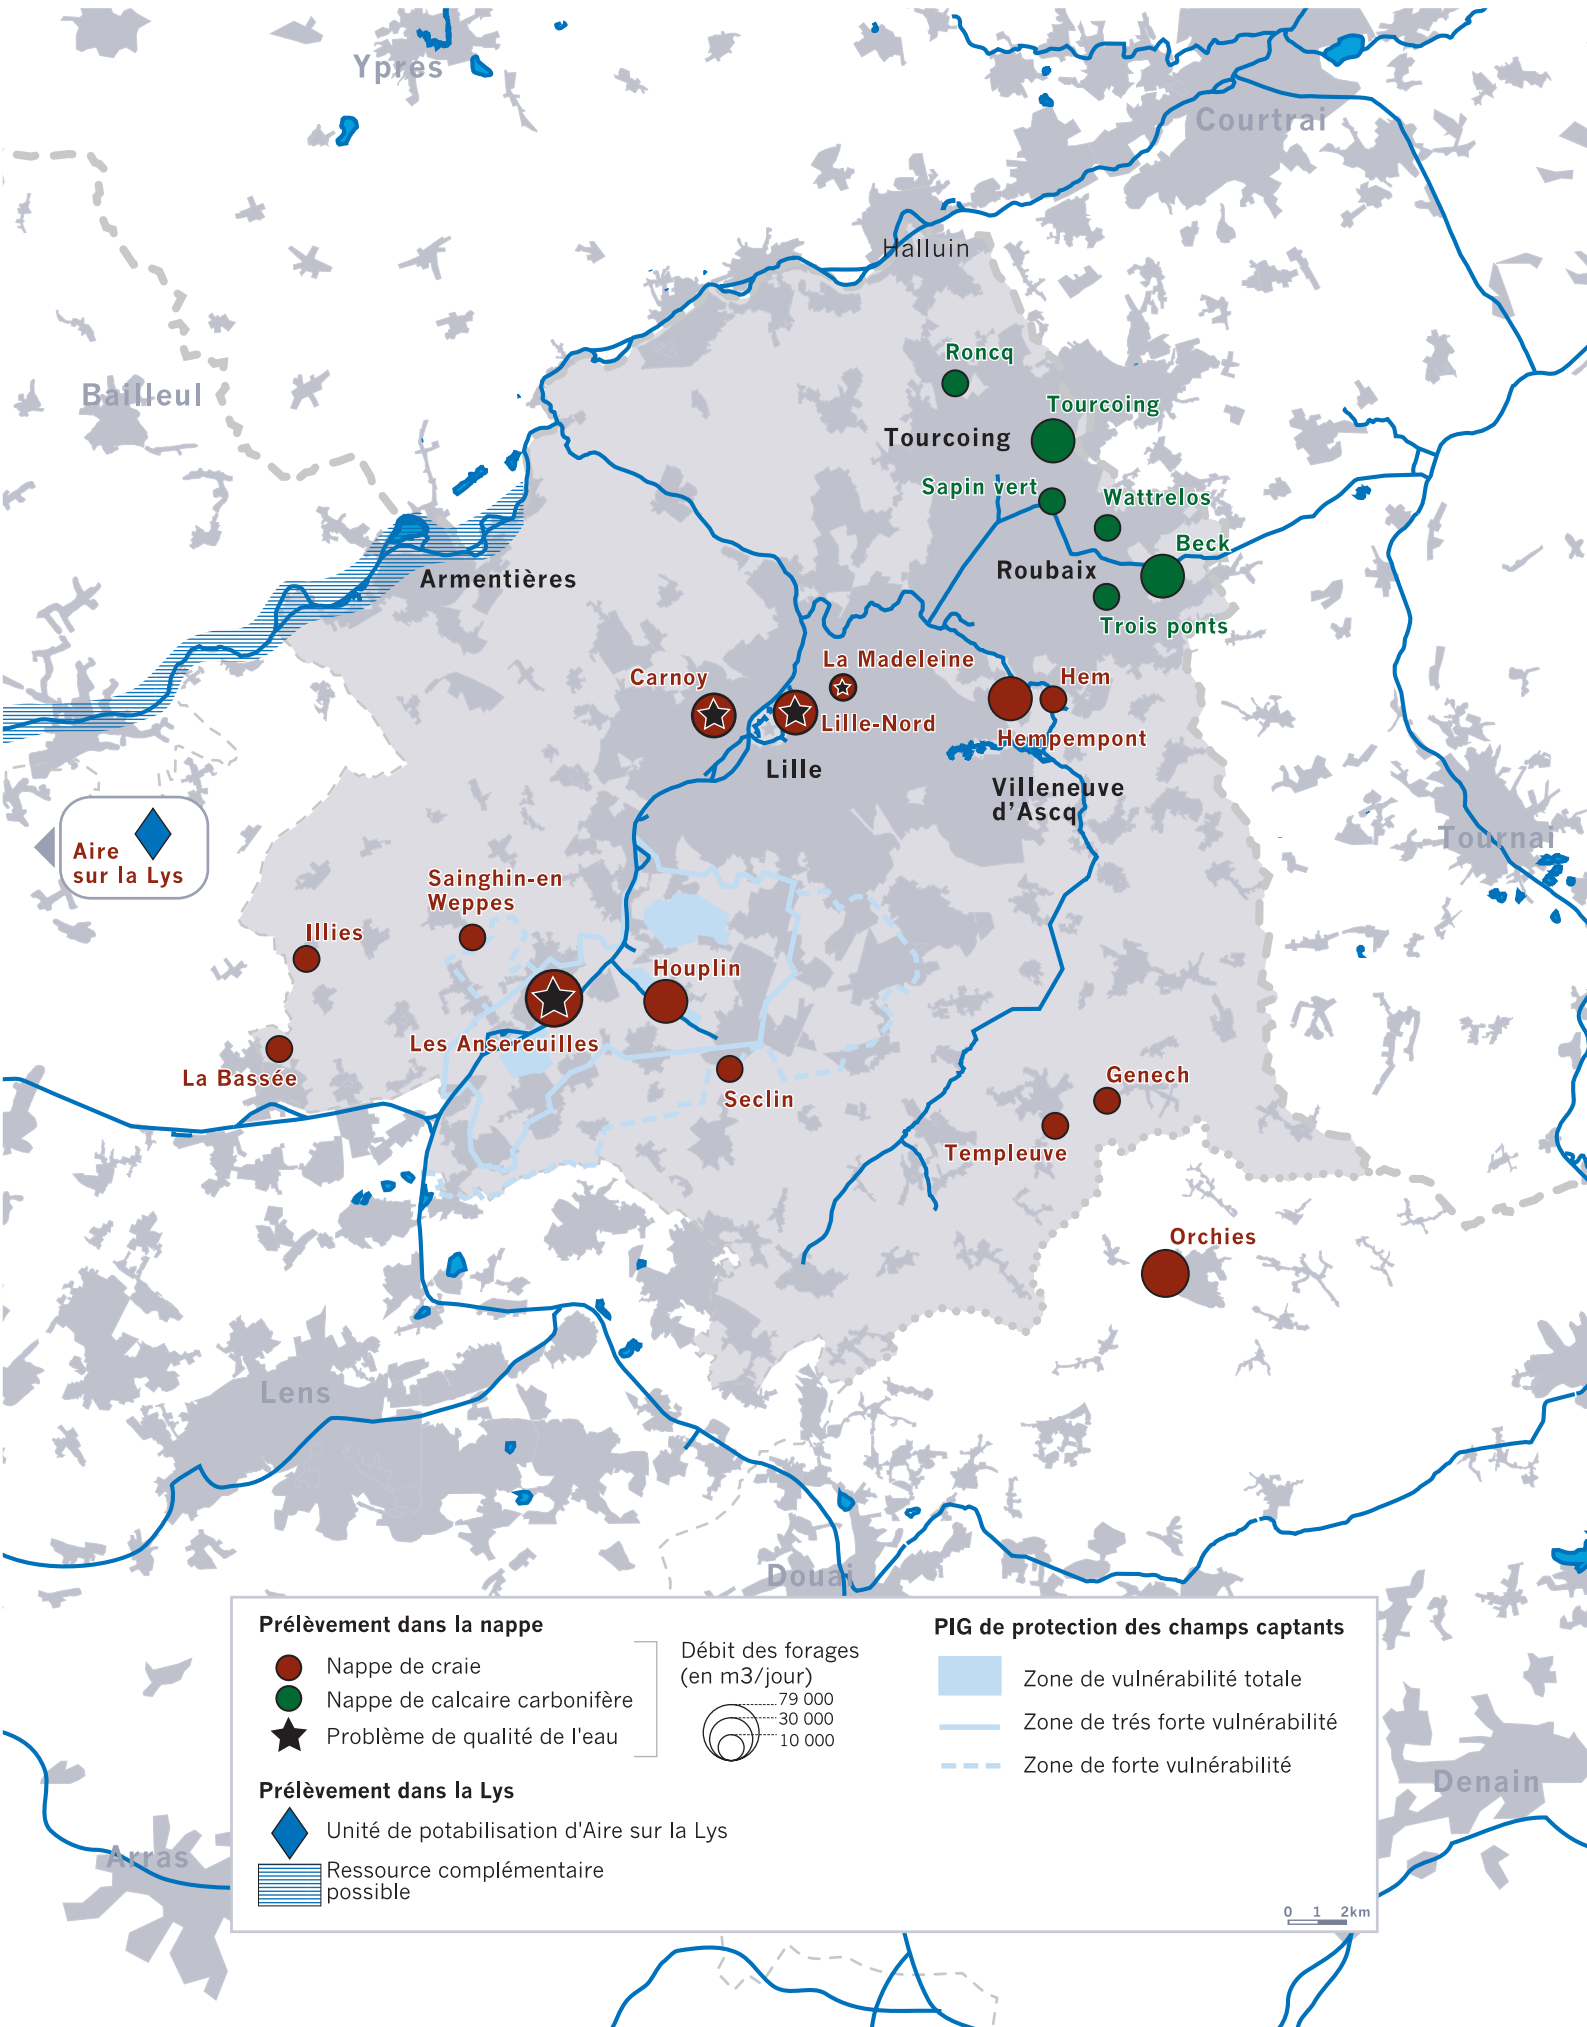 Ypres
Courtrai
Halluin
Roncq
Bailleul
Tourcoing
Tourcoing
Sapin vert
Wattrelos
Beck
Roubaix
Armentières
Trois ponts
La Madeleine
Carnoy
Hem
Lille-Nord
Hempempont
Lille
Villeneuve
d'Ascq
Tournai
Aire
sur la Lys
Sainghin-en
Weppes
Illies
Houplin
Les Ansereuilles
La Bassée
Seclin
Genech
Templeuve
Orchies
Lens
Douai
Prélèvement dans la nappe
Nappe de craie
Nappe de calcaire carbonifère
Problème de qualité de l'eau
Débit des forages
(en m3/jour)
79 000
30 000
10 000
Prélèvement dans la Lys
Unité de potabilisation d'Aire sur la Lys
Ressource complémentaire
possible
PIG de protection des champs captants
Zone de vulnérabilité totale
Zone de trés forte vulnérabilité
Zone de forte vulnérabilité
0 1 2km
Denain
Arras